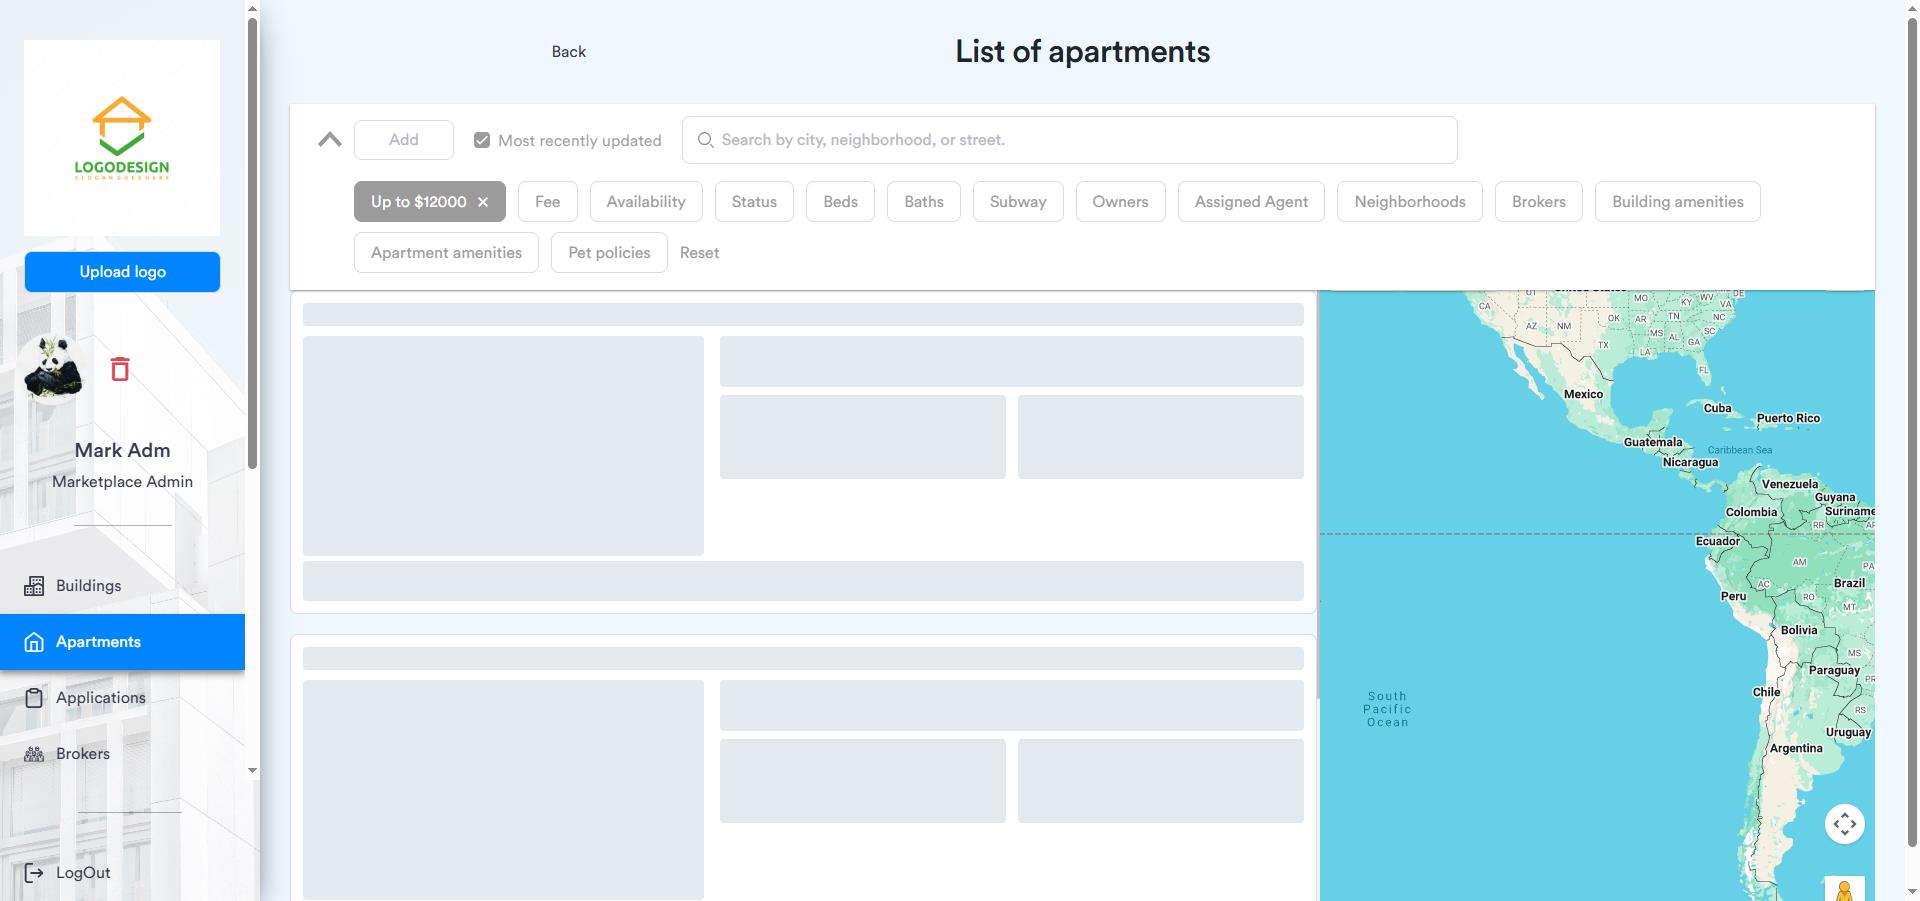 LOGODESIGN
SLOGAN GOES HERE
Upload logo
Mark Adm
Marketplace Admin
Buildings
Apartments
Applications
Brokers
LogOut
Back
List of apartments
Add
Most recently updated
Search by city, neighborhood, or street.
Up to $12000 ×
Fee
Availability
Status
Beds
Baths
Subway
Owners
Assigned Agent
Neighborhoods
Brokers
Building amenities
Apartment amenities
Pet policies
Reset
CA
UT
AZ
NM
TX
OK
MO
AR
LA
MS
KY
TN
AL
WV
VA
DE
NC
SC
GA
FL
Mexico
Cuba
Puerto Rico
Guatemala
Caribbean Sea
Nicaragua
Venezuela
Guyana
Colombia
Suriname
RR
Ecuador
AM
Peru
AC
RO
Brazil
MT
Bolivia
MS
Paraguay
Chile
South
Pacific
Ocean
RS
Uruguay
Argentina